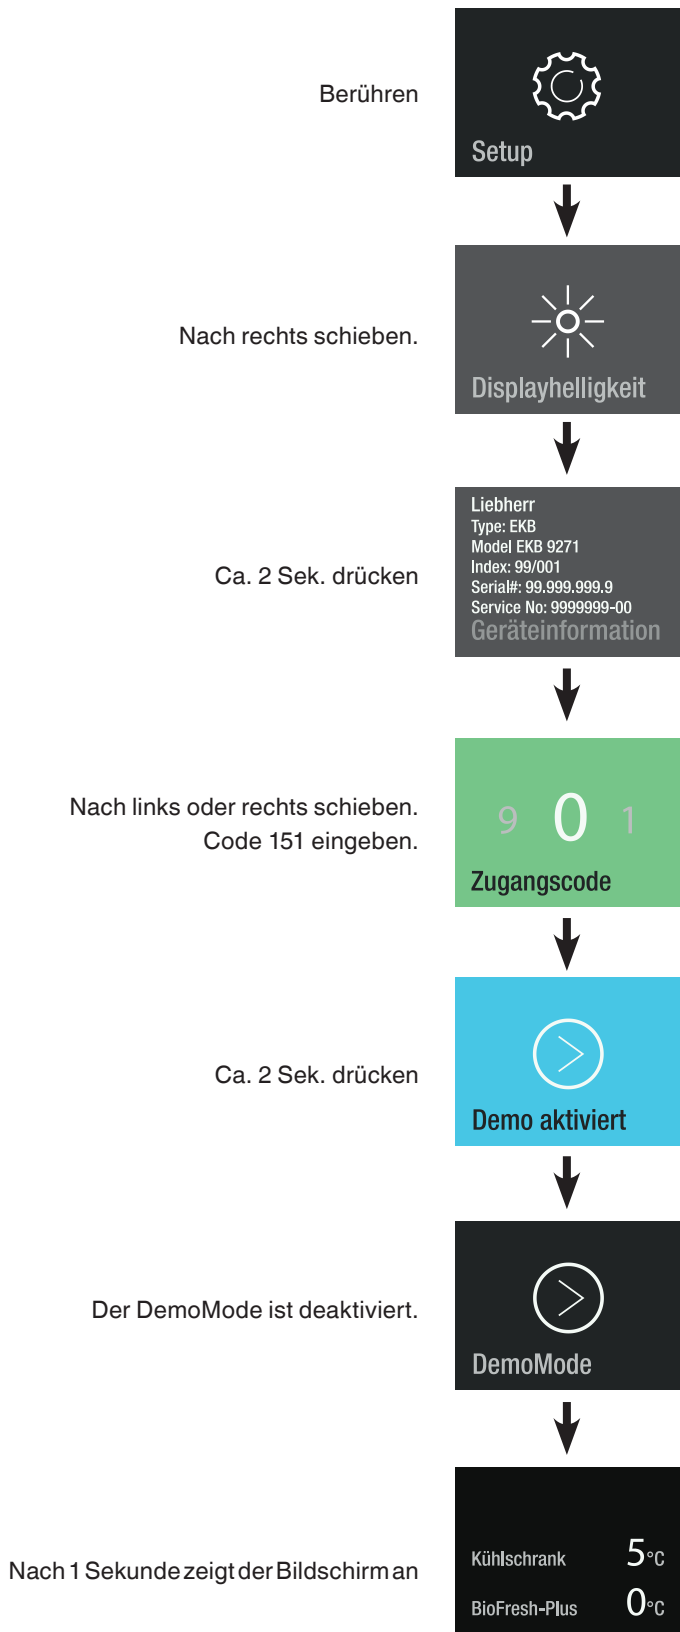 Berühren
Setup
Nach rechts schieben.
Displayhelligkeit
Liebherr
Type: EKB
Model EKB 9271
Index: 99/001
Serial#: 99.999.999.9
Service No: 9999999-00
Geräteinformation
Ca. 2 Sek. drücken
Nach links oder rechts schieben.
Code 151 eingeben.
9 0 1
Zugangscode
Ca. 2 Sek. drücken
Demo aktiviert
Der DemoMode ist deaktiviert.
DemoMode
Nach 1 Sekunde zeigt der Bildschirm an
Kühlschrank 5°C
BioFresh-Plus 0°C